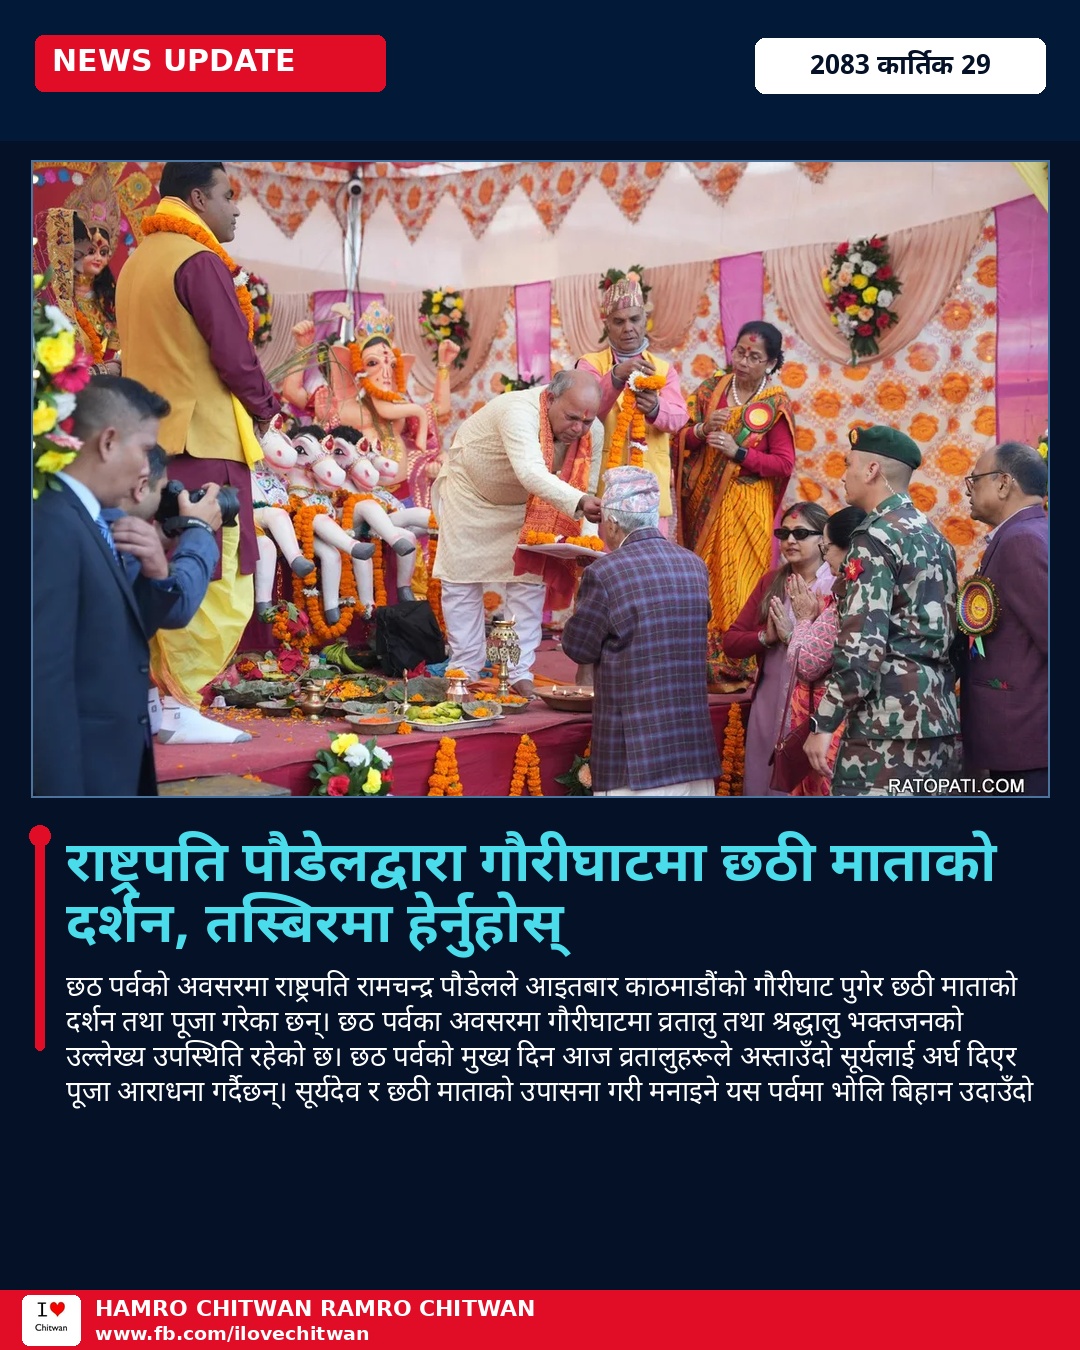 NEWS UPDATE
2083 कार्तिक 29
RATOPATI.COM
राष्ट्रपति पौडेलद्वारा गौरीघाटमा छठी माताको
दर्शन, तस्बिरमा हेर्नुहोस्
छठ पर्वको अवसरमा राष्ट्रपति रामचन्द्र पौडेलले आइतबार काठमाडौंको गौरीघाट पुगेर छठी माताको
दर्शन तथा पूजा गरेका छन्। छठ पर्वका अवसरमा गौरीघाटमा व्रतालु तथा श्रद्धालु भक्तजनको
उल्लेख्य उपस्थिति रहेको छ। छठ पर्वको मुख्य दिन आज व्रतालुहरूले अस्ताउँदो सूर्यलाई अर्घ दिएर
पूजा आराधना गर्दैछन्। सूर्यदेव र छठी माताको उपासना गरी मनाइने यस पर्वमा भोलि बिहान उदाउँदो
I❤
Chitwan
HAMRO CHITWAN RAMRO CHITWAN
www.fb.com/ilovechitwan